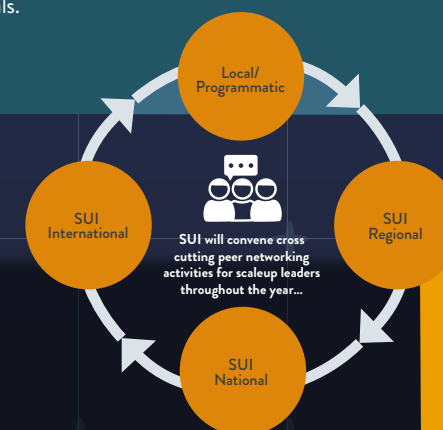 ls.
Local/
Programmatic
SUI
International
SUI
Regional
SUI will convene cross
cutting peer networking
activities for scaleup leaders
throughout the year...
SUI
National